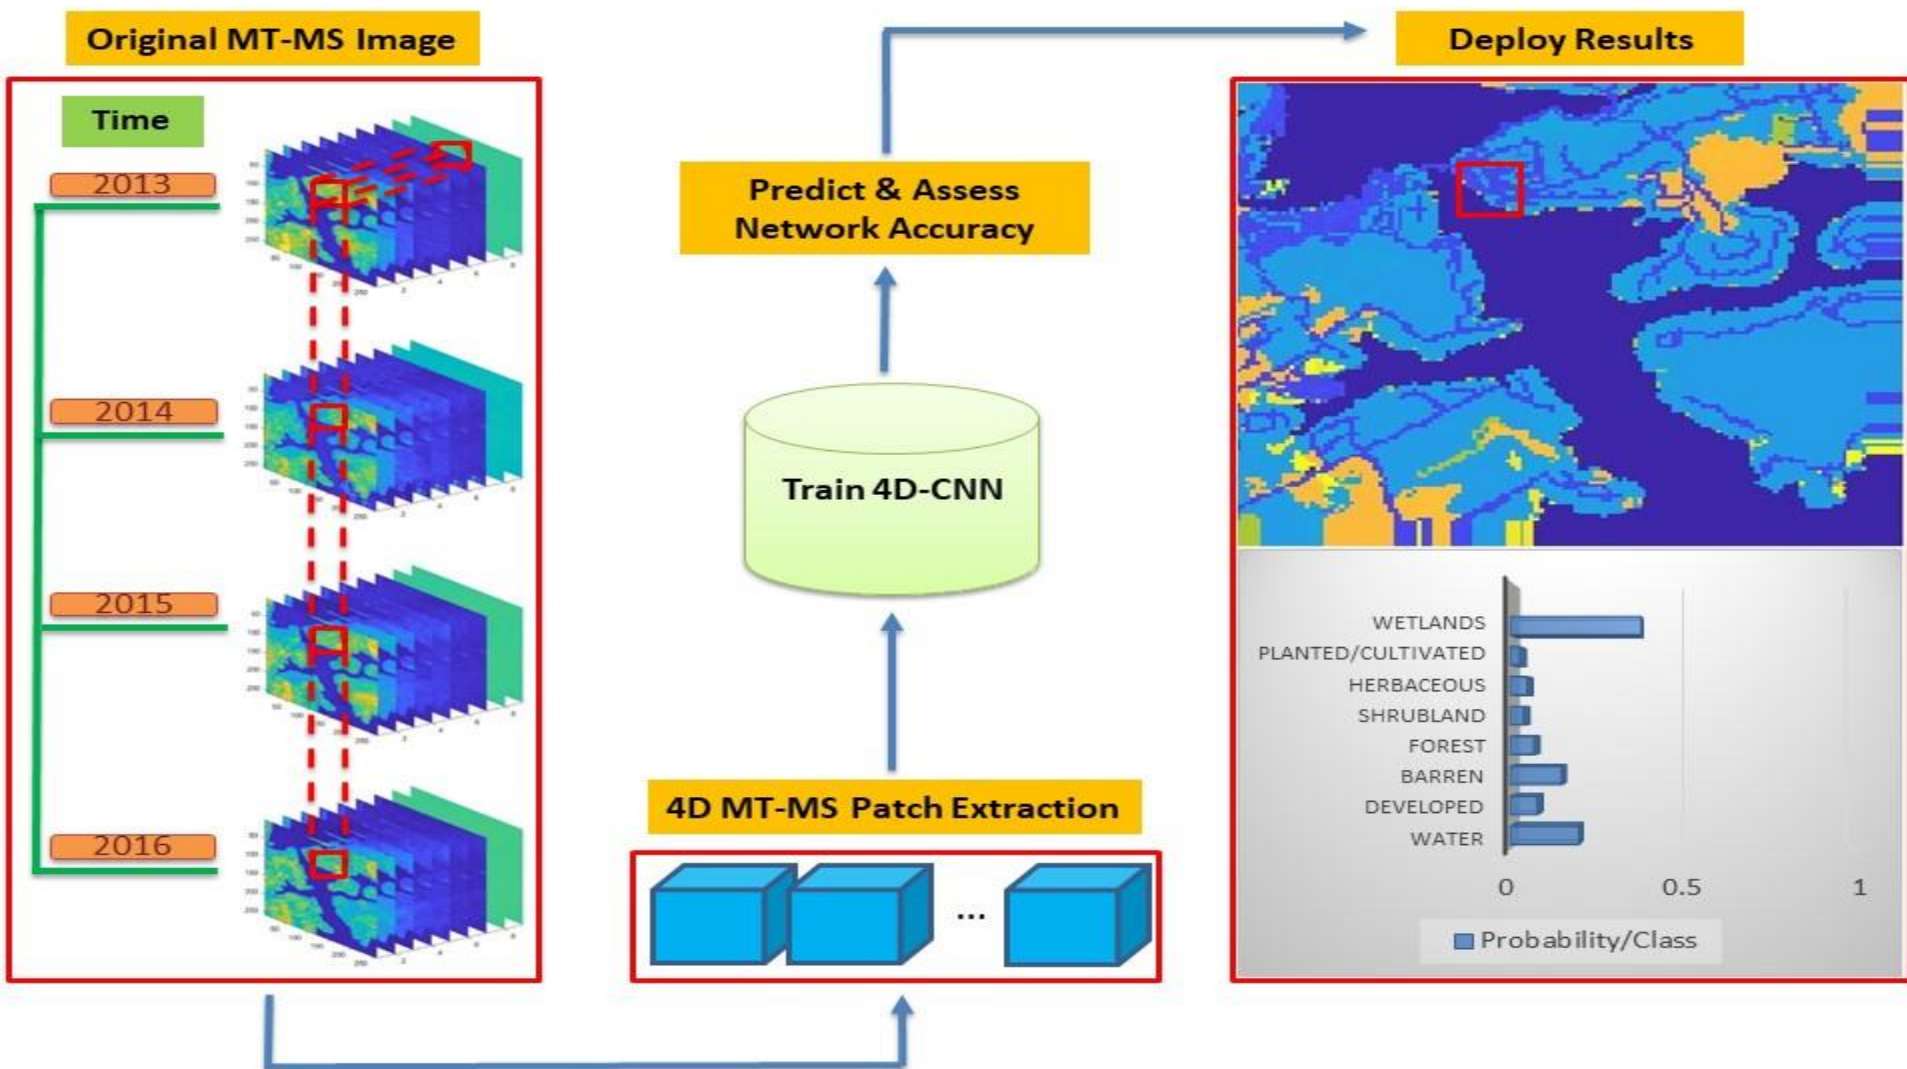 Original MT-MS Image
Time
2013
2014
2015
2016
4D MT-MS Patch Extraction
...
Train 4D-CNN
Predict & Assess
Network Accuracy
Deploy Results
WETLANDS
PLANTED/CULTIVATED
HERBACEOUS
SHRUBLAND
FOREST
BARREN
DEVELOPED
WATER
0 0.5 1
Probability/Class